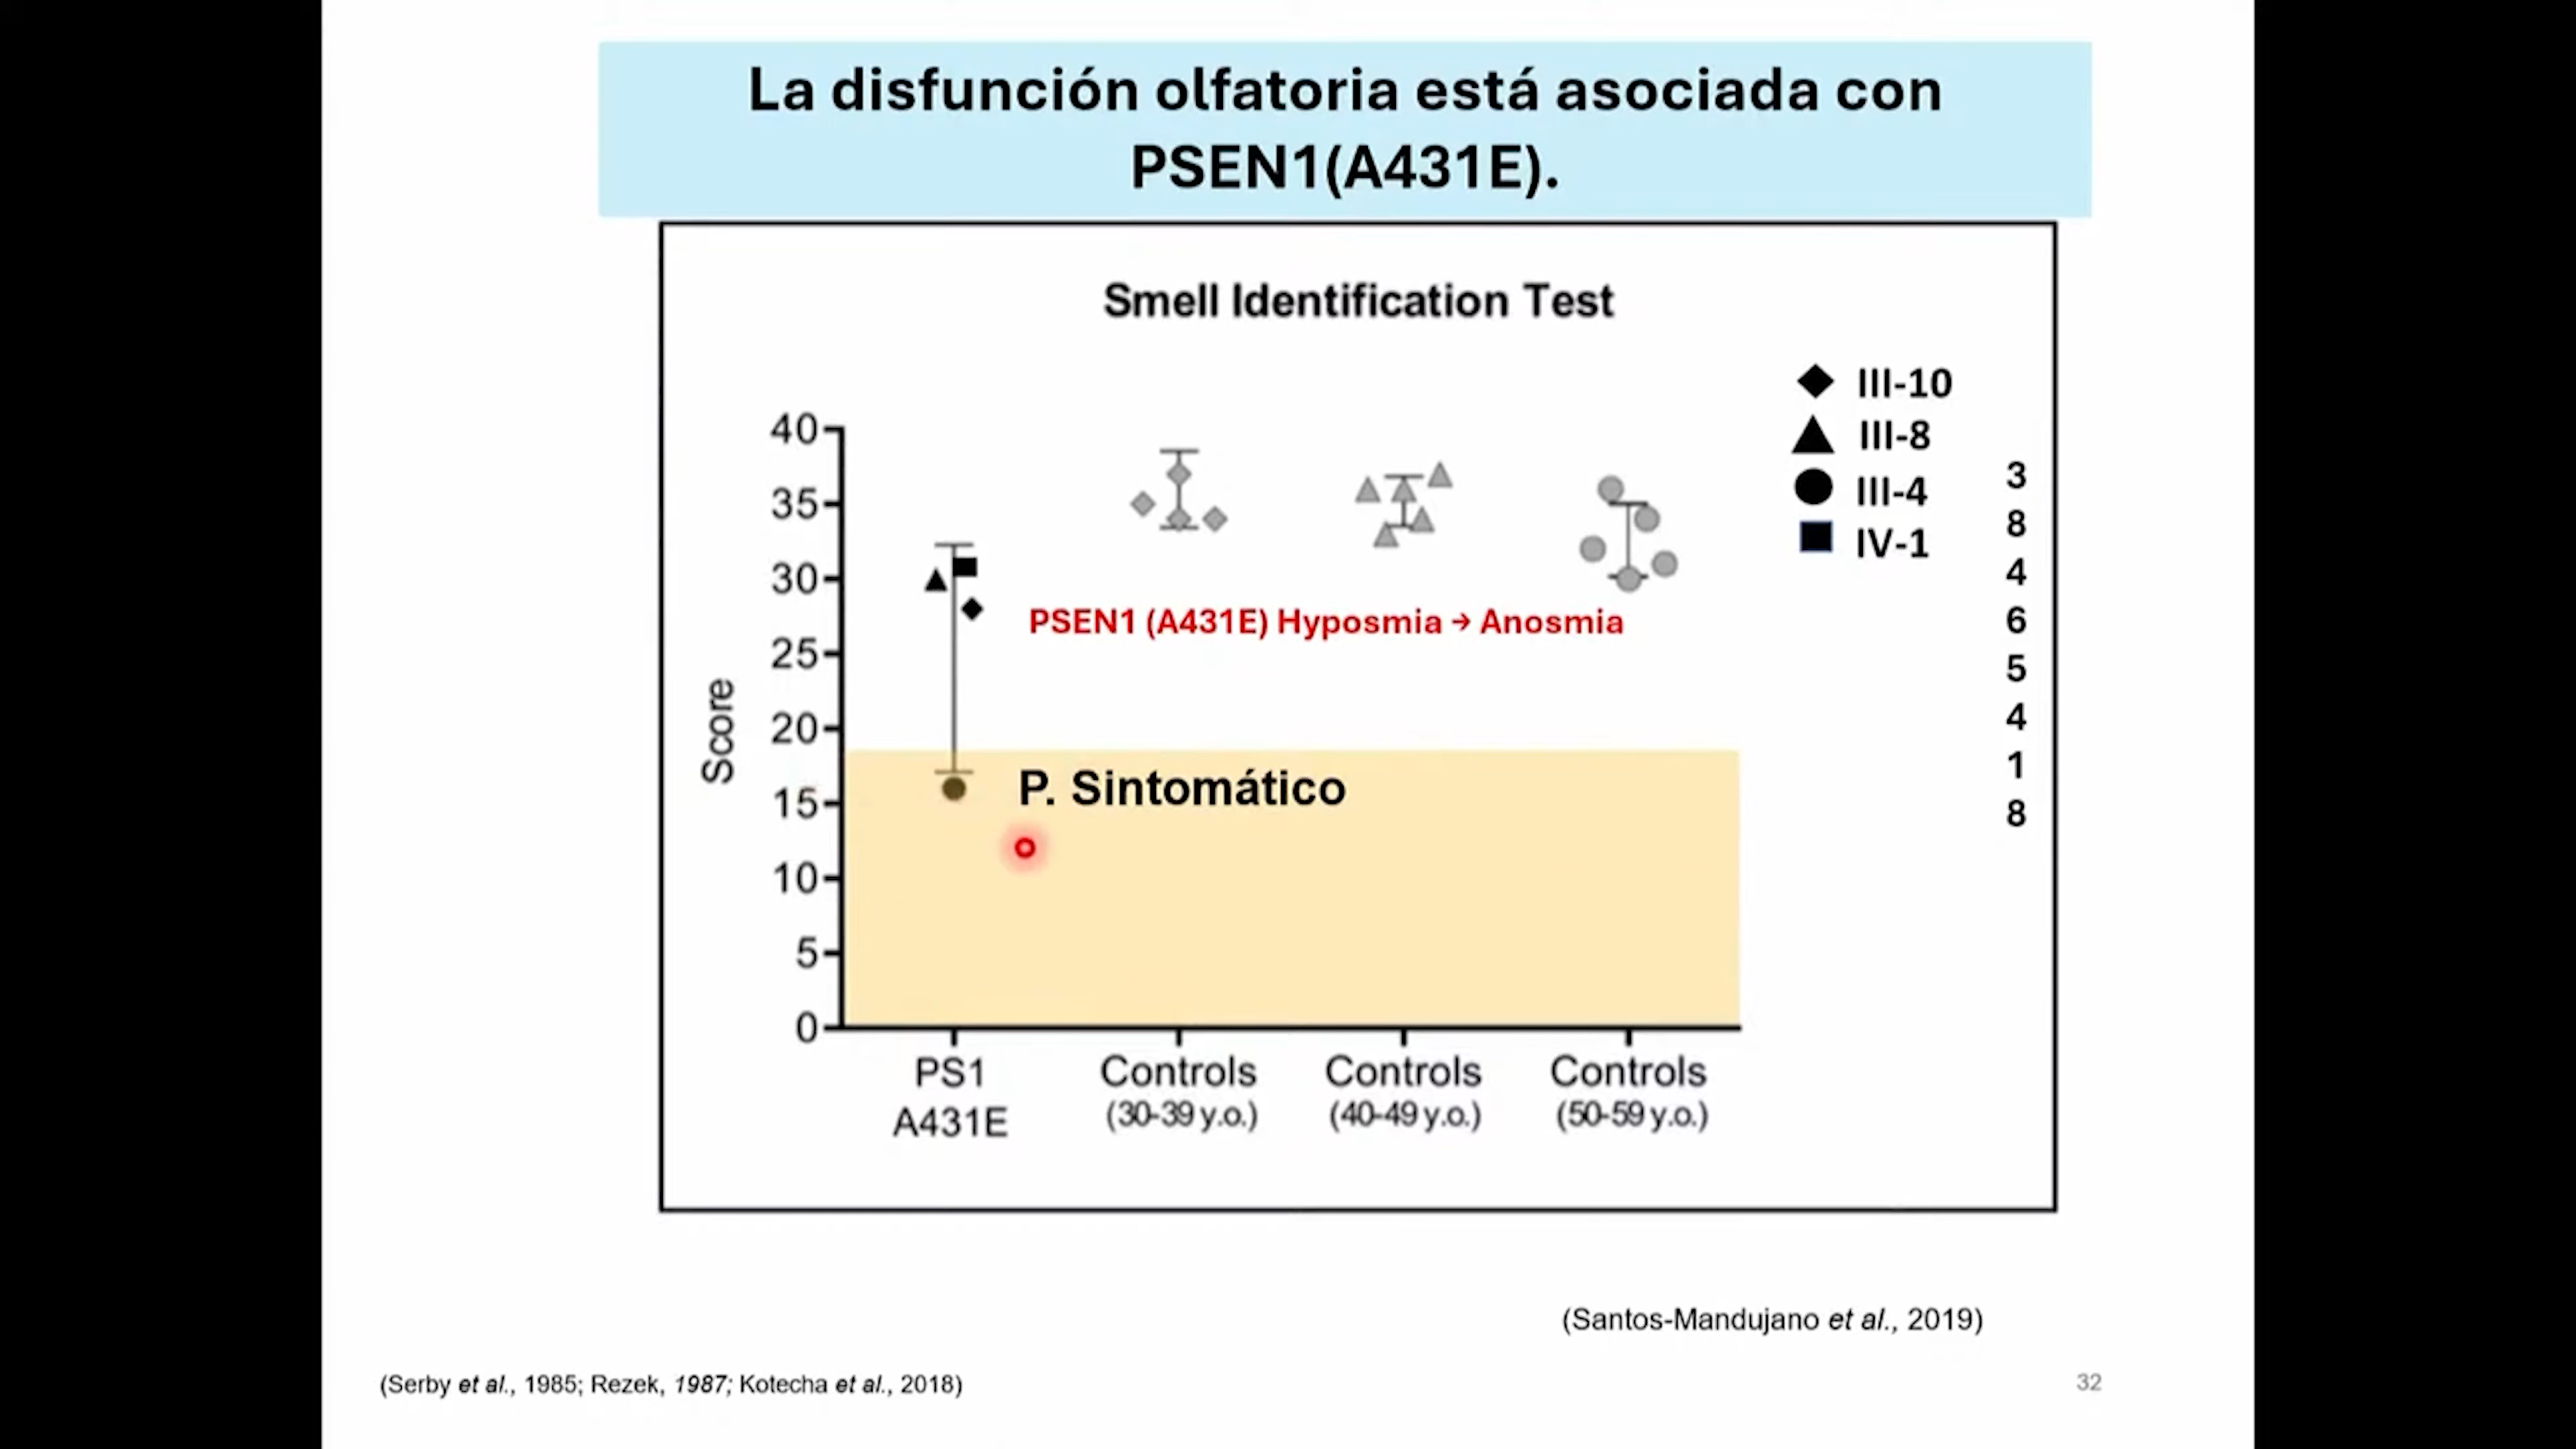 La disfunción olfatoria está asociada con
PSEN1(A431E).
Smell Identification Test
III-10
III-8
III-4
IV-1
3
8
4
6
5
4
1
8
40
35
30
25
20
15
10
5
0
Score
PSEN1 (A431E) Hyposmia → Anosmia
P. Sintomático
PS1
A431E
Controls
(30-39 y.o.)
Controls
(40-49 y.o.)
Controls
(50-59 y.o.)
(Santos-Mandujano et al., 2019)
(Serby et al., 1985; Rezek, 1987; Kotecha et al., 2018)
32